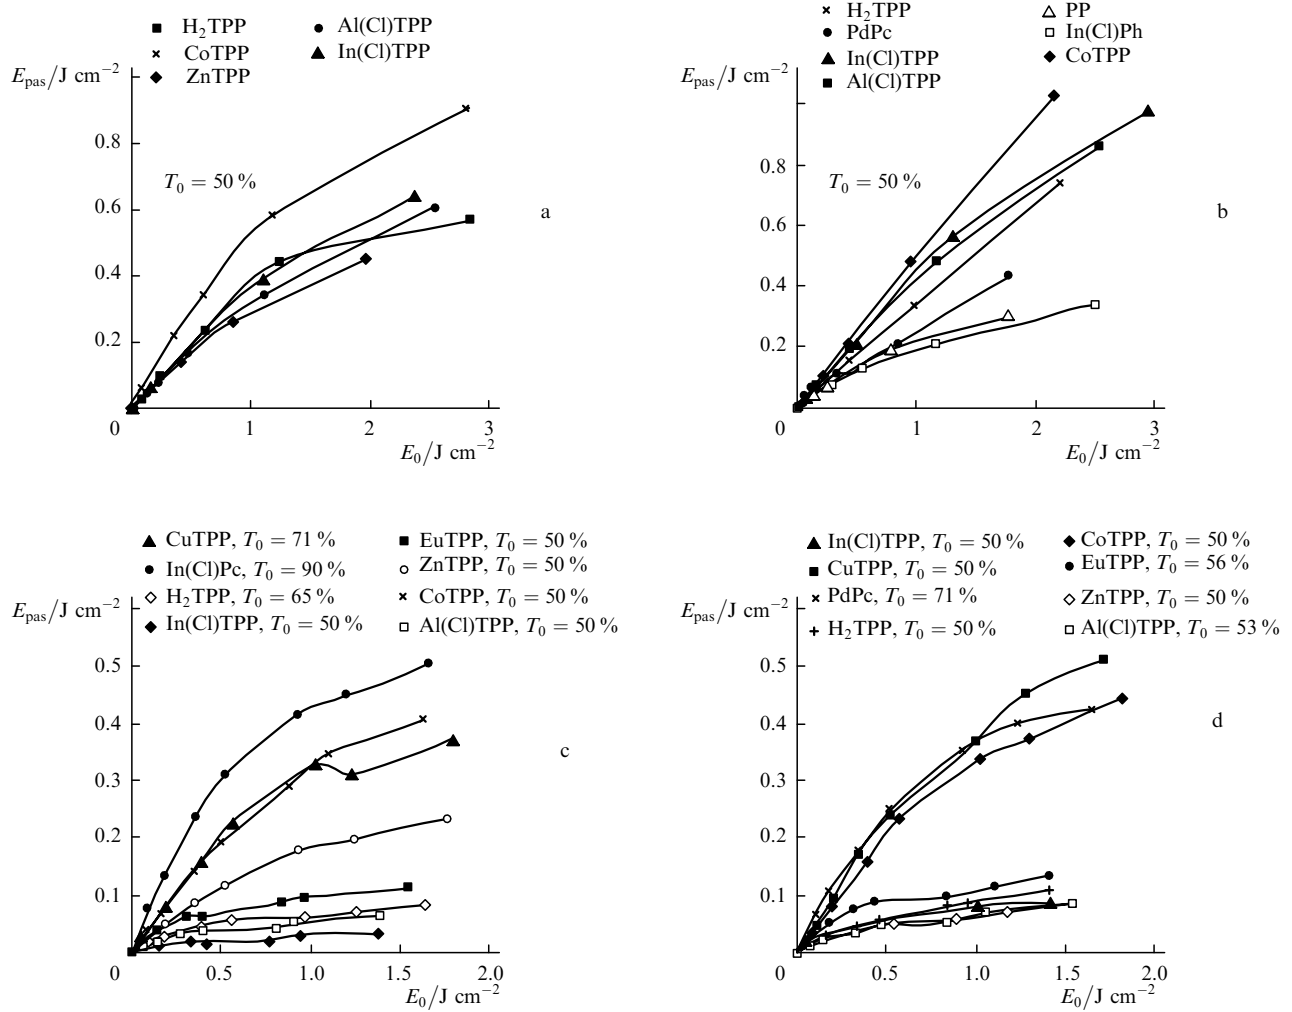 H₂TPP
CoTPP
ZnTPP
Al(Cl)TPP
In(Cl)TPP
E_pas/J cm⁻²
0.8
0.6
0.4
0.2
T₀ = 50 %
a
0 1 2 3
E₀/J cm⁻²
H₂TPP
PdPc
In(Cl)TPP
Al(Cl)TPP
PP
In(Cl)Ph
CoTPP
E_pas/J cm⁻²
0.8
0.6
0.4
0.2
T₀ = 50 %
b
0 1 2 3
E₀/J cm⁻²
CuTPP, T₀ = 71 %
In(Cl)Pc, T₀ = 90 %
H₂TPP, T₀ = 65 %
In(Cl)TPP, T₀ = 50 %
EuTPP, T₀ = 50 %
ZnTPP, T₀ = 50 %
CoTPP, T₀ = 50 %
Al(Cl)TPP, T₀ = 50 %
E_pas/J cm⁻²
0.5
0.4
0.3
0.2
0.1
c
0 0.5 1.0 1.5 2.0
E₀/J cm⁻²
In(Cl)TPP, T₀ = 50 %
CuTPP, T₀ = 50 %
PdPc, T₀ = 71 %
H₂TPP, T₀ = 50 %
CoTPP, T₀ = 50 %
EuTPP, T₀ = 56 %
ZnTPP, T₀ = 50 %
Al(Cl)TPP, T₀ = 53 %
E_pas/J cm⁻²
0.5
0.4
0.3
0.2
0.1
d
0 0.5 1.0 1.5 2.0
E₀/J cm⁻²